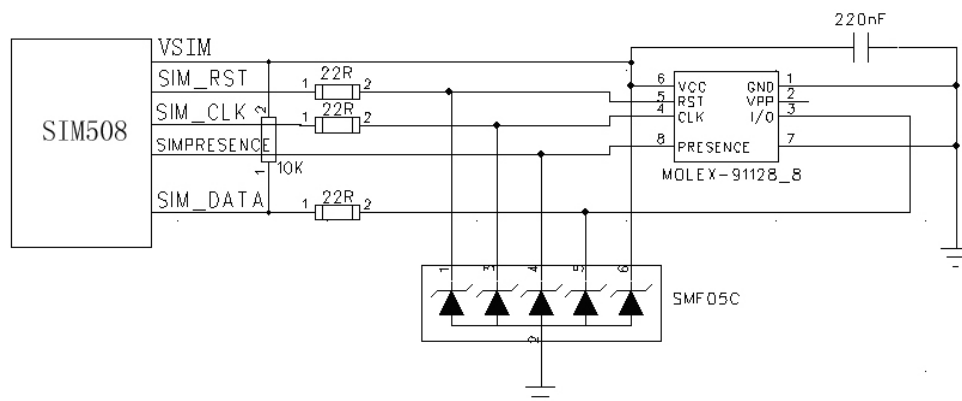 220nF
VSIM
SIM_RST
1 22R 2
6 VCC GND 1
5 RST VPP 2
4 CLK I/O 3
SIM_CLK
2
1 22R 2
SIM508
SIMPRESENCE
8 PRESENCE 7
1 10K
MOLEX-91128_8
SIM_DATA
1 22R 2
1 3 4 5 6
SMF05C
2